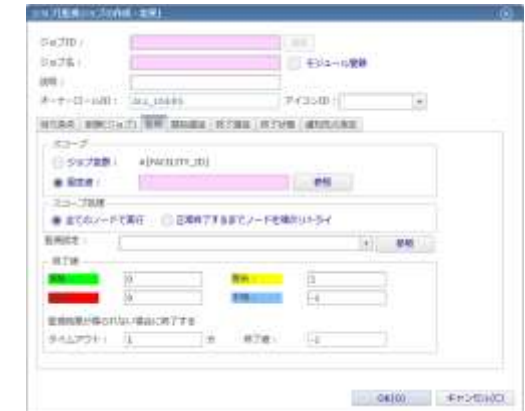 ジョブ[監視ジョブの作成・変更]
ジョブID：
ジョブ名：
モジュール登録
説明：
オーナーロールID：
ALL_USERS
アイコンID：
待ち条件 制御(ジョブ) 監視 開始遅延 終了遅延 終了状態 通知先の指定
スコープ
ジョブ変数：
#[FACILITY_ID]
固定値：
参照
スコープ処理
全てのノードで実行
正常終了するまでノードを順次リトライ
監視設定：
参照
終了値
0
1
9
-1
監視結果が得られない場合に終了する
タイムアウト：
1
分
終了値：
-1
OK(O)
キャンセル(C)